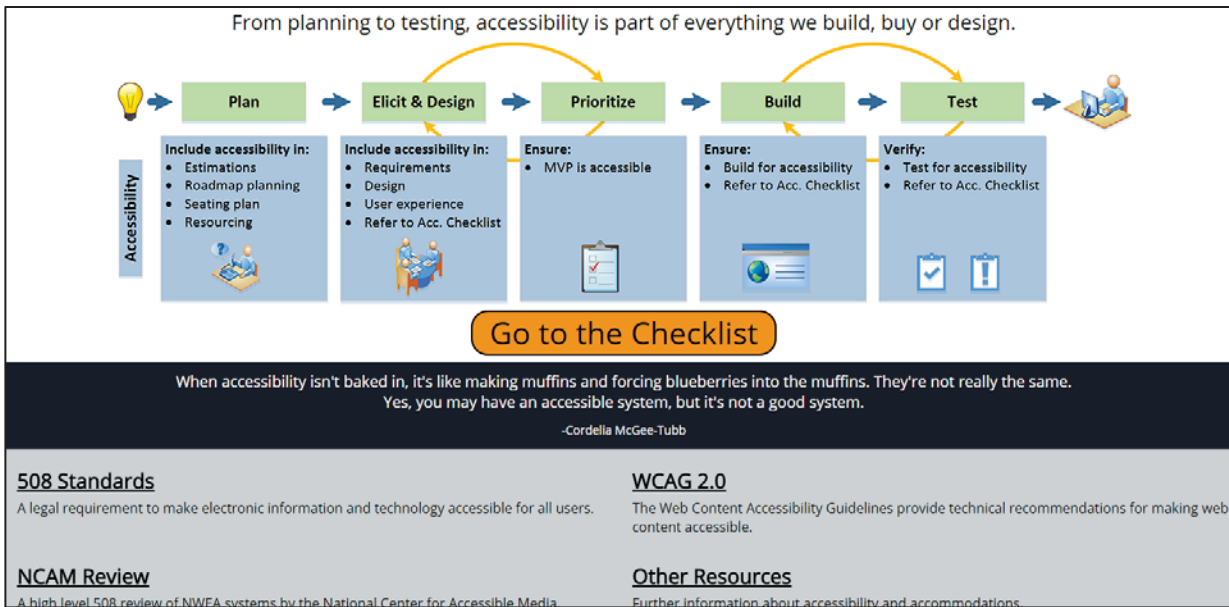 From planning to testing, accessibility is part of everything we build, buy or design.
Plan
Elicit & Design
Prioritize
Build
Test
Accessibility
Include accessibility in:
• Estimations
• Roadmap planning
• Seating plan
• Resourcing
Include accessibility in:
• Requirements
• Design
• User experience
• Refer to Acc. Checklist
Ensure:
• MVP is accessible
Ensure:
• Build for accessibility
• Refer to Acc. Checklist
Verify:
• Test for accessibility
• Refer to Acc. Checklist
Go to the Checklist
When accessibility isn't baked in, it's like making muffins and forcing blueberries into the muffins. They're not really the same.
Yes, you may have an accessible system, but it's not a good system.
-Cordelia McGee-Tubb
508 Standards
A legal requirement to make electronic information and technology accessible for all users.
WCAG 2.0
The Web Content Accessibility Guidelines provide technical recommendations for making web
content accessible.
NCAM Review
A high level 508 review of NWEA systems by the National Center for Accessible Media.
Other Resources
Further information about accessibility and accommodations.